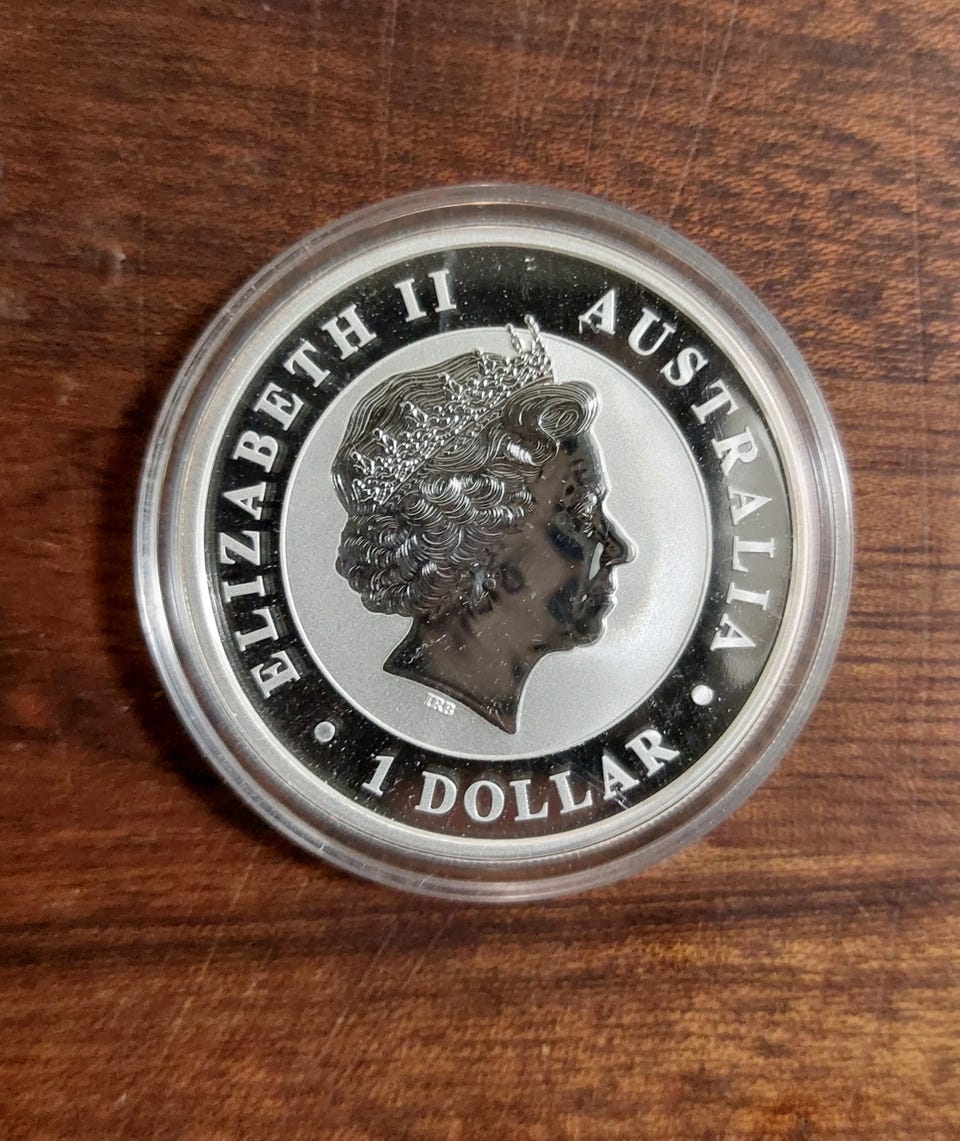 ELIZABETH II AUSTRALIA
IRB
• 1 DOLLAR •